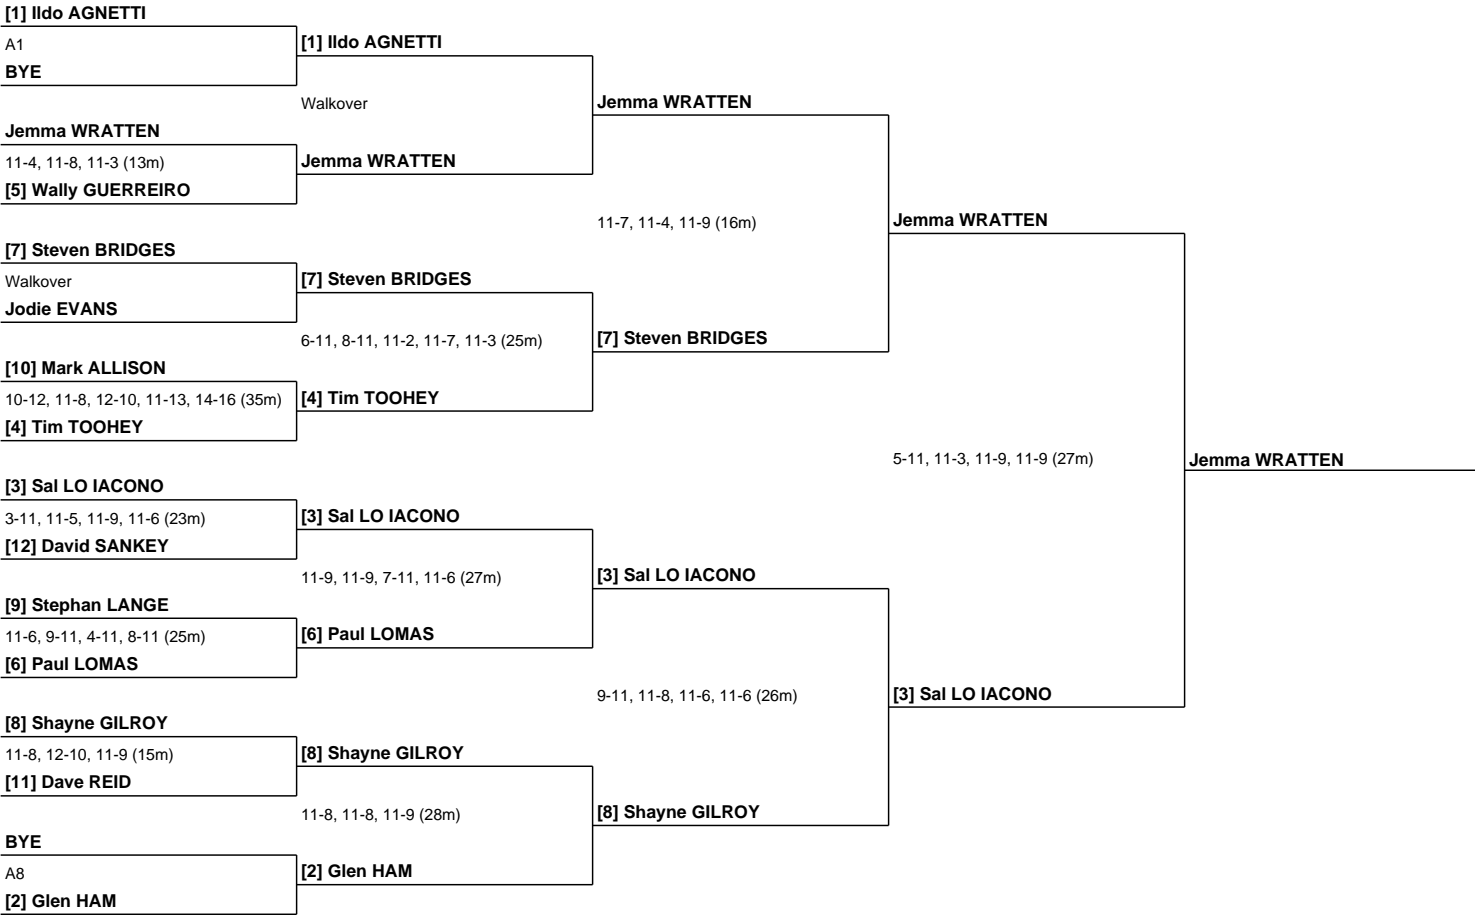 [1] Ildo AGNETTI
A1
BYE
Jemma WRATTEN
11-4, 11-8, 11-3 (13m)
[5] Wally GUERREIRO
[7] Steven BRIDGES
Walkover
Jodie EVANS
[10] Mark ALLISON
10-12, 11-8, 12-10, 11-13, 14-16 (35m)
[4] Tim TOOHEY
[3] Sal LO IACONO
3-11, 11-5, 11-9, 11-6 (23m)
[12] David SANKEY
[9] Stephan LANGE
11-6, 9-11, 4-11, 8-11 (25m)
[6] Paul LOMAS
[8] Shayne GILROY
11-8, 12-10, 11-9 (15m)
[11] Dave REID
BYE
A8
[2] Glen HAM
[1] Ildo AGNETTI
Walkover
Jemma WRATTEN
[7] Steven BRIDGES
6-11, 8-11, 11-2, 11-7, 11-3 (25m)
[4] Tim TOOHEY
[3] Sal LO IACONO
11-9, 11-9, 7-11, 11-6 (27m)
[6] Paul LOMAS
[8] Shayne GILROY
11-8, 11-8, 11-9 (28m)
[2] Glen HAM
Jemma WRATTEN
11-7, 11-4, 11-9 (16m)
[7] Steven BRIDGES
[3] Sal LO IACONO
9-11, 11-8, 11-6, 11-6 (26m)
[8] Shayne GILROY
Jemma WRATTEN
5-11, 11-3, 11-9, 11-9 (27m)
[3] Sal LO IACONO
Jemma WRATTEN